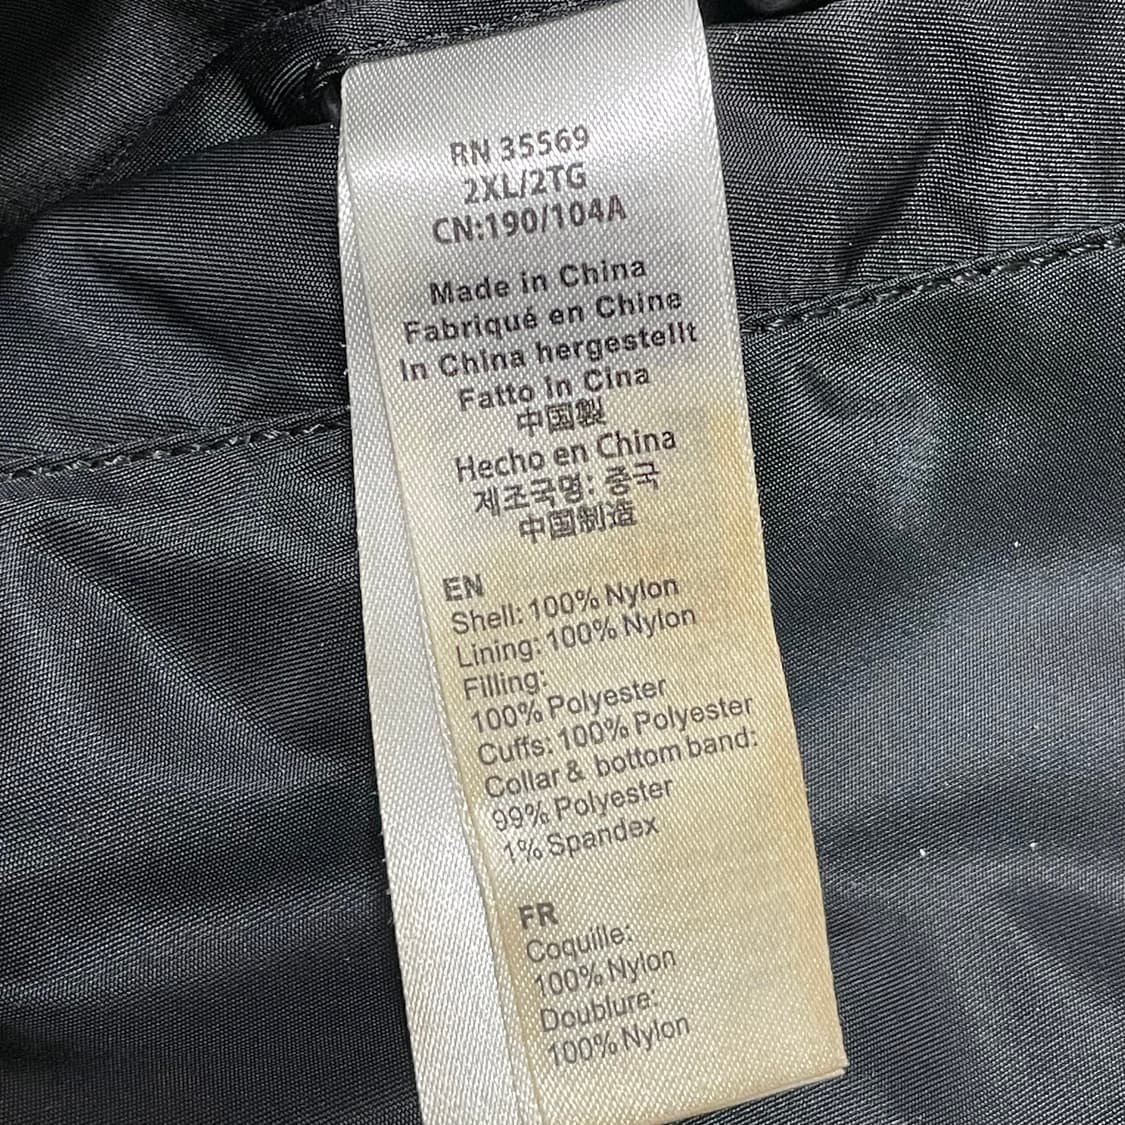 RN 35569
2XL/2TG
CN:190/104A
Made in China
Fabriqué en Chine
In China hergestellt
Fatto in Cina
中国製
Hecho en China
제조국명: 중국
中国制造
EN
Shell: 100% Nylon
Lining: 100% Nylon
Filling:
100% Polyester
Cuffs: 100% Polyester
Collar & bottom band:
99% Polyester
1% Spandex
FR
Coquille:
100% Nylon
Doublure:
100% Nylon